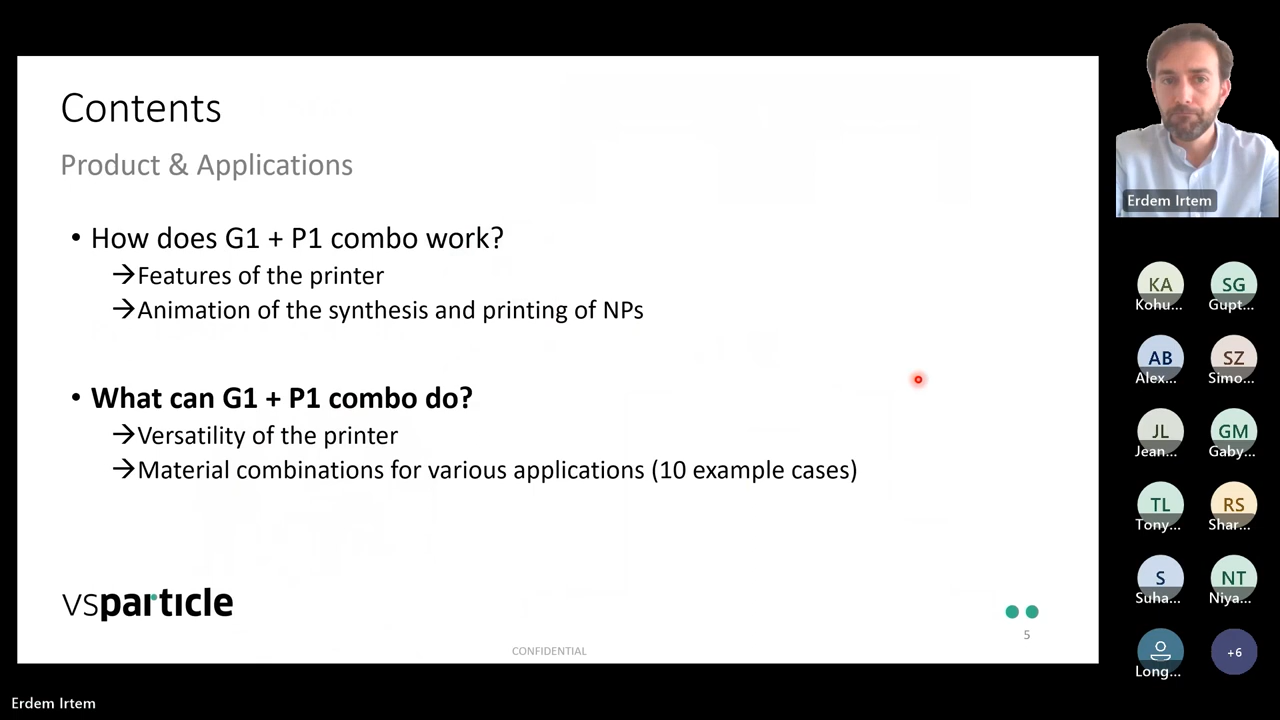 Contents
Product & Applications
• How does G1 + P1 combo work?
→Features of the printer
→Animation of the synthesis and printing of NPs
• What can G1 + P1 combo do?
→Versatility of the printer
→Material combinations for various applications (10 example cases)
vsparticle
5
CONFIDENTIAL
Erdem Irtem
KA SG
Kohu... Gupt...
AB SZ
Alex... Simo...
JL GM
Jean... Gaby...
TL RS
Tony... Shar...
S NT
Suha... Niya...
Long... +6
Erdem Irtem